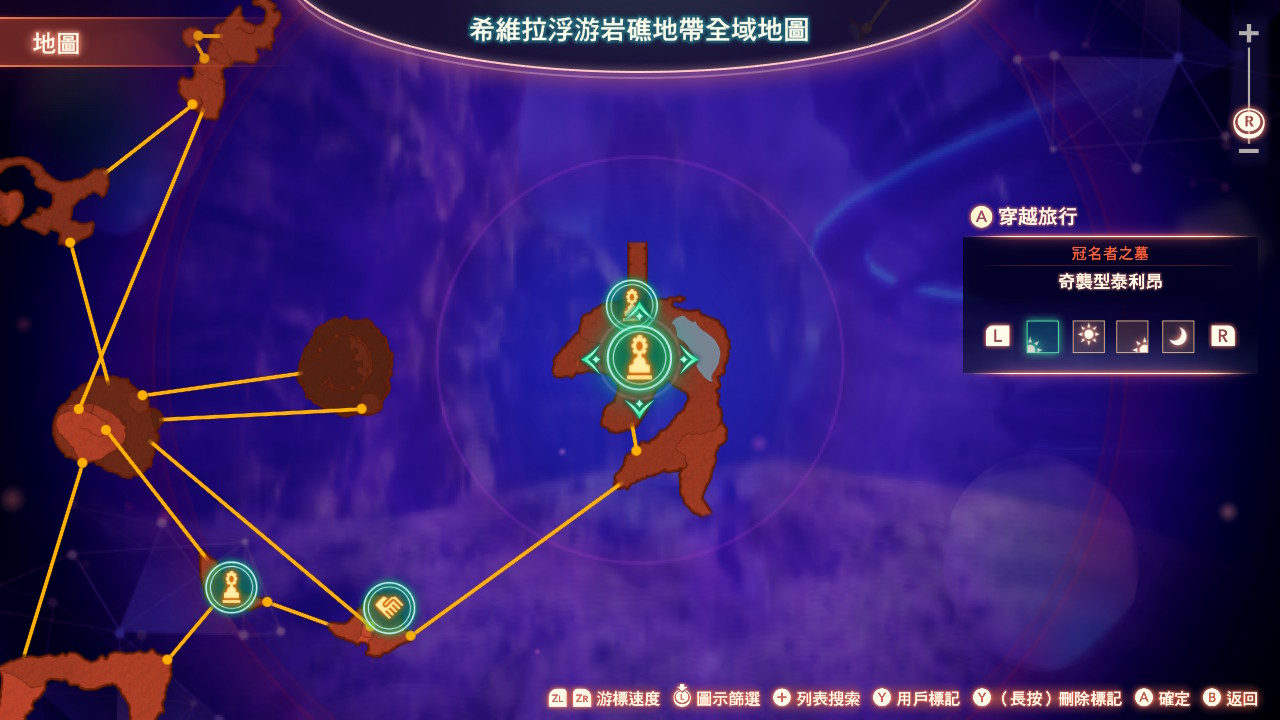 希維拉浮游岩礁地帶全域地圖
地圖
R
A 穿越旅行
冠名者之墓
奇襲型泰利昂
L R
ZL ZR 游標速度 L 圖示篩選 列表搜索 Y 用戶標記 Y （長按）刪除標記 A 確定 B 返回